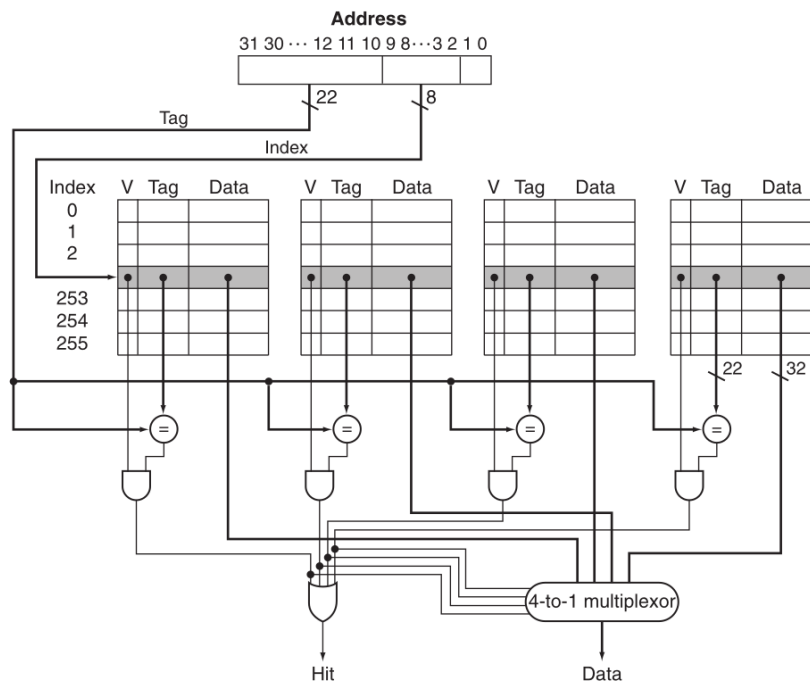 Address
31 30 ··· 12 11 10 9 8···3 2 1 0
22
8
Tag
Index
Index V Tag Data V Tag Data V Tag Data V Tag Data
0
1
2
253
254
255
22
32
= = = =
4-to-1 multiplexor
Hit
Data